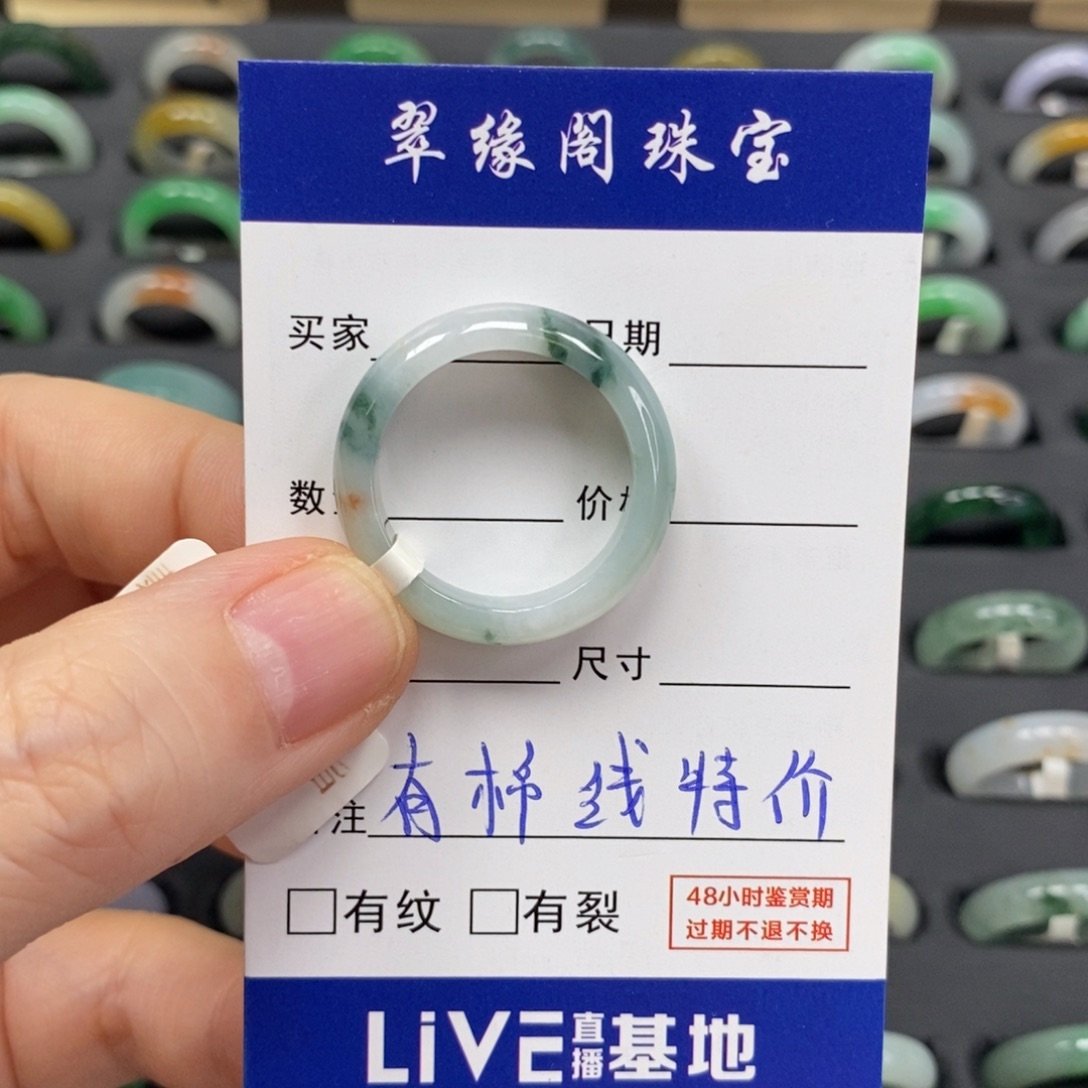 翠缘阁珠宝
买家 期
数 价
尺寸
注 有棉线特价
有纹 有裂
48小时鉴赏期
过期不退不换
LiVE直播基地